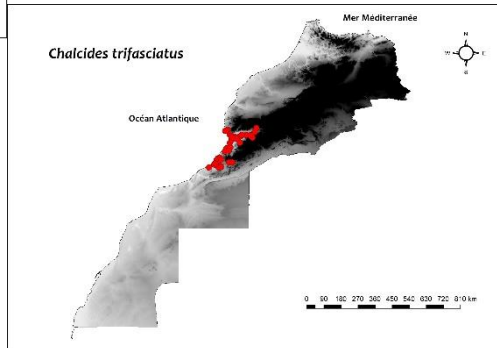 Mer Méditerranée
Chalcides trifasciatus
N
W E
S
Océan Atlantique
0 90 180 270 360 450 540 630 720 810 km